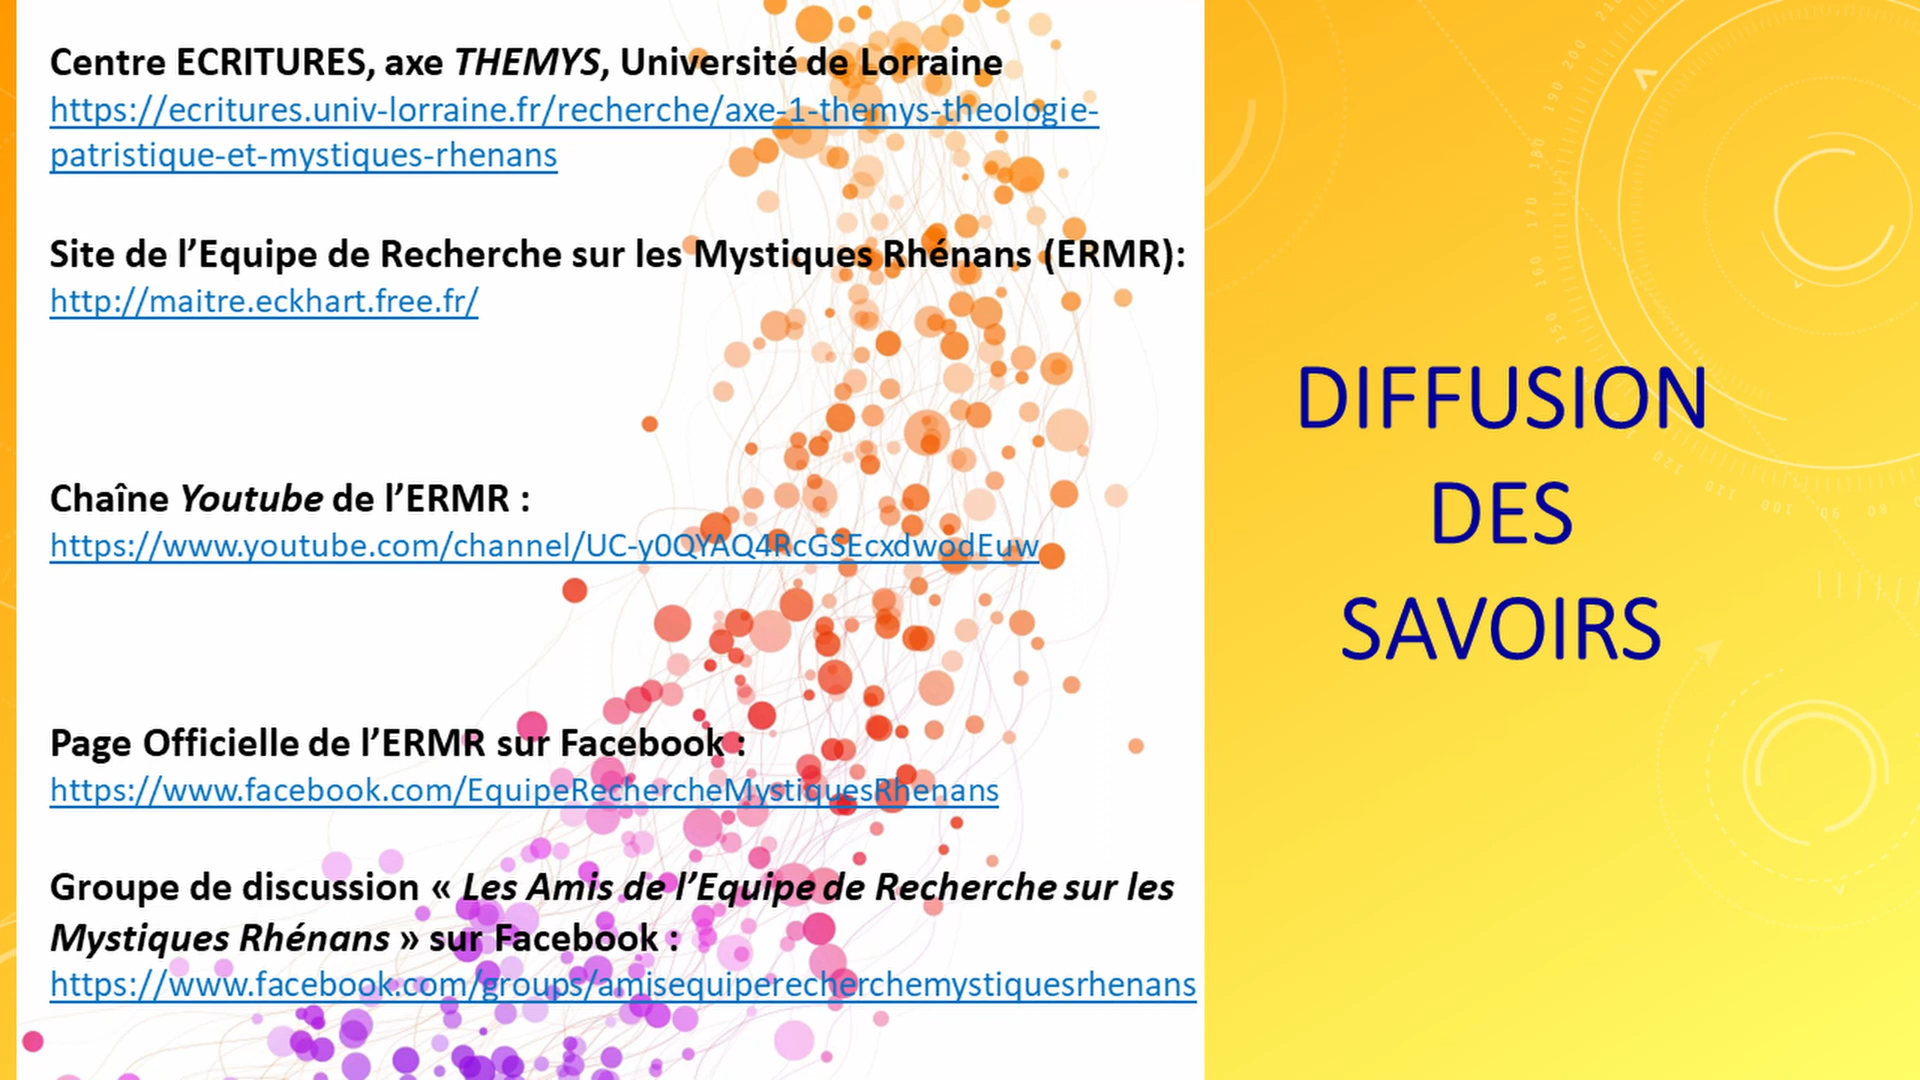 Centre ECRITURES, axe THEMYS, Université de Lorraine
https://ecritures.univ-lorraine.fr/recherche/axe-1-themys-theologie-
patristique-et-mystiques-rhenans
Site de l’Equipe de Recherche sur les Mystiques Rhénans (ERMR):
http://maitre.eckhart.free.fr/
Chaîne Youtube de l’ERMR :
https://www.youtube.com/channel/UC-y0QYAQ4RcGSEcxdwodEuw
Page Officielle de l’ERMR sur Facebook :
https://www.facebook.com/EquipeRechercheMystiquesRhenans
Groupe de discussion « Les Amis de l’Equipe de Recherche sur les
Mystiques Rhénans » sur Facebook :
https://www.facebook.com/groups/amisequiperecherchemystiquesrhenans
DIFFUSION
DES
SAVOIRS